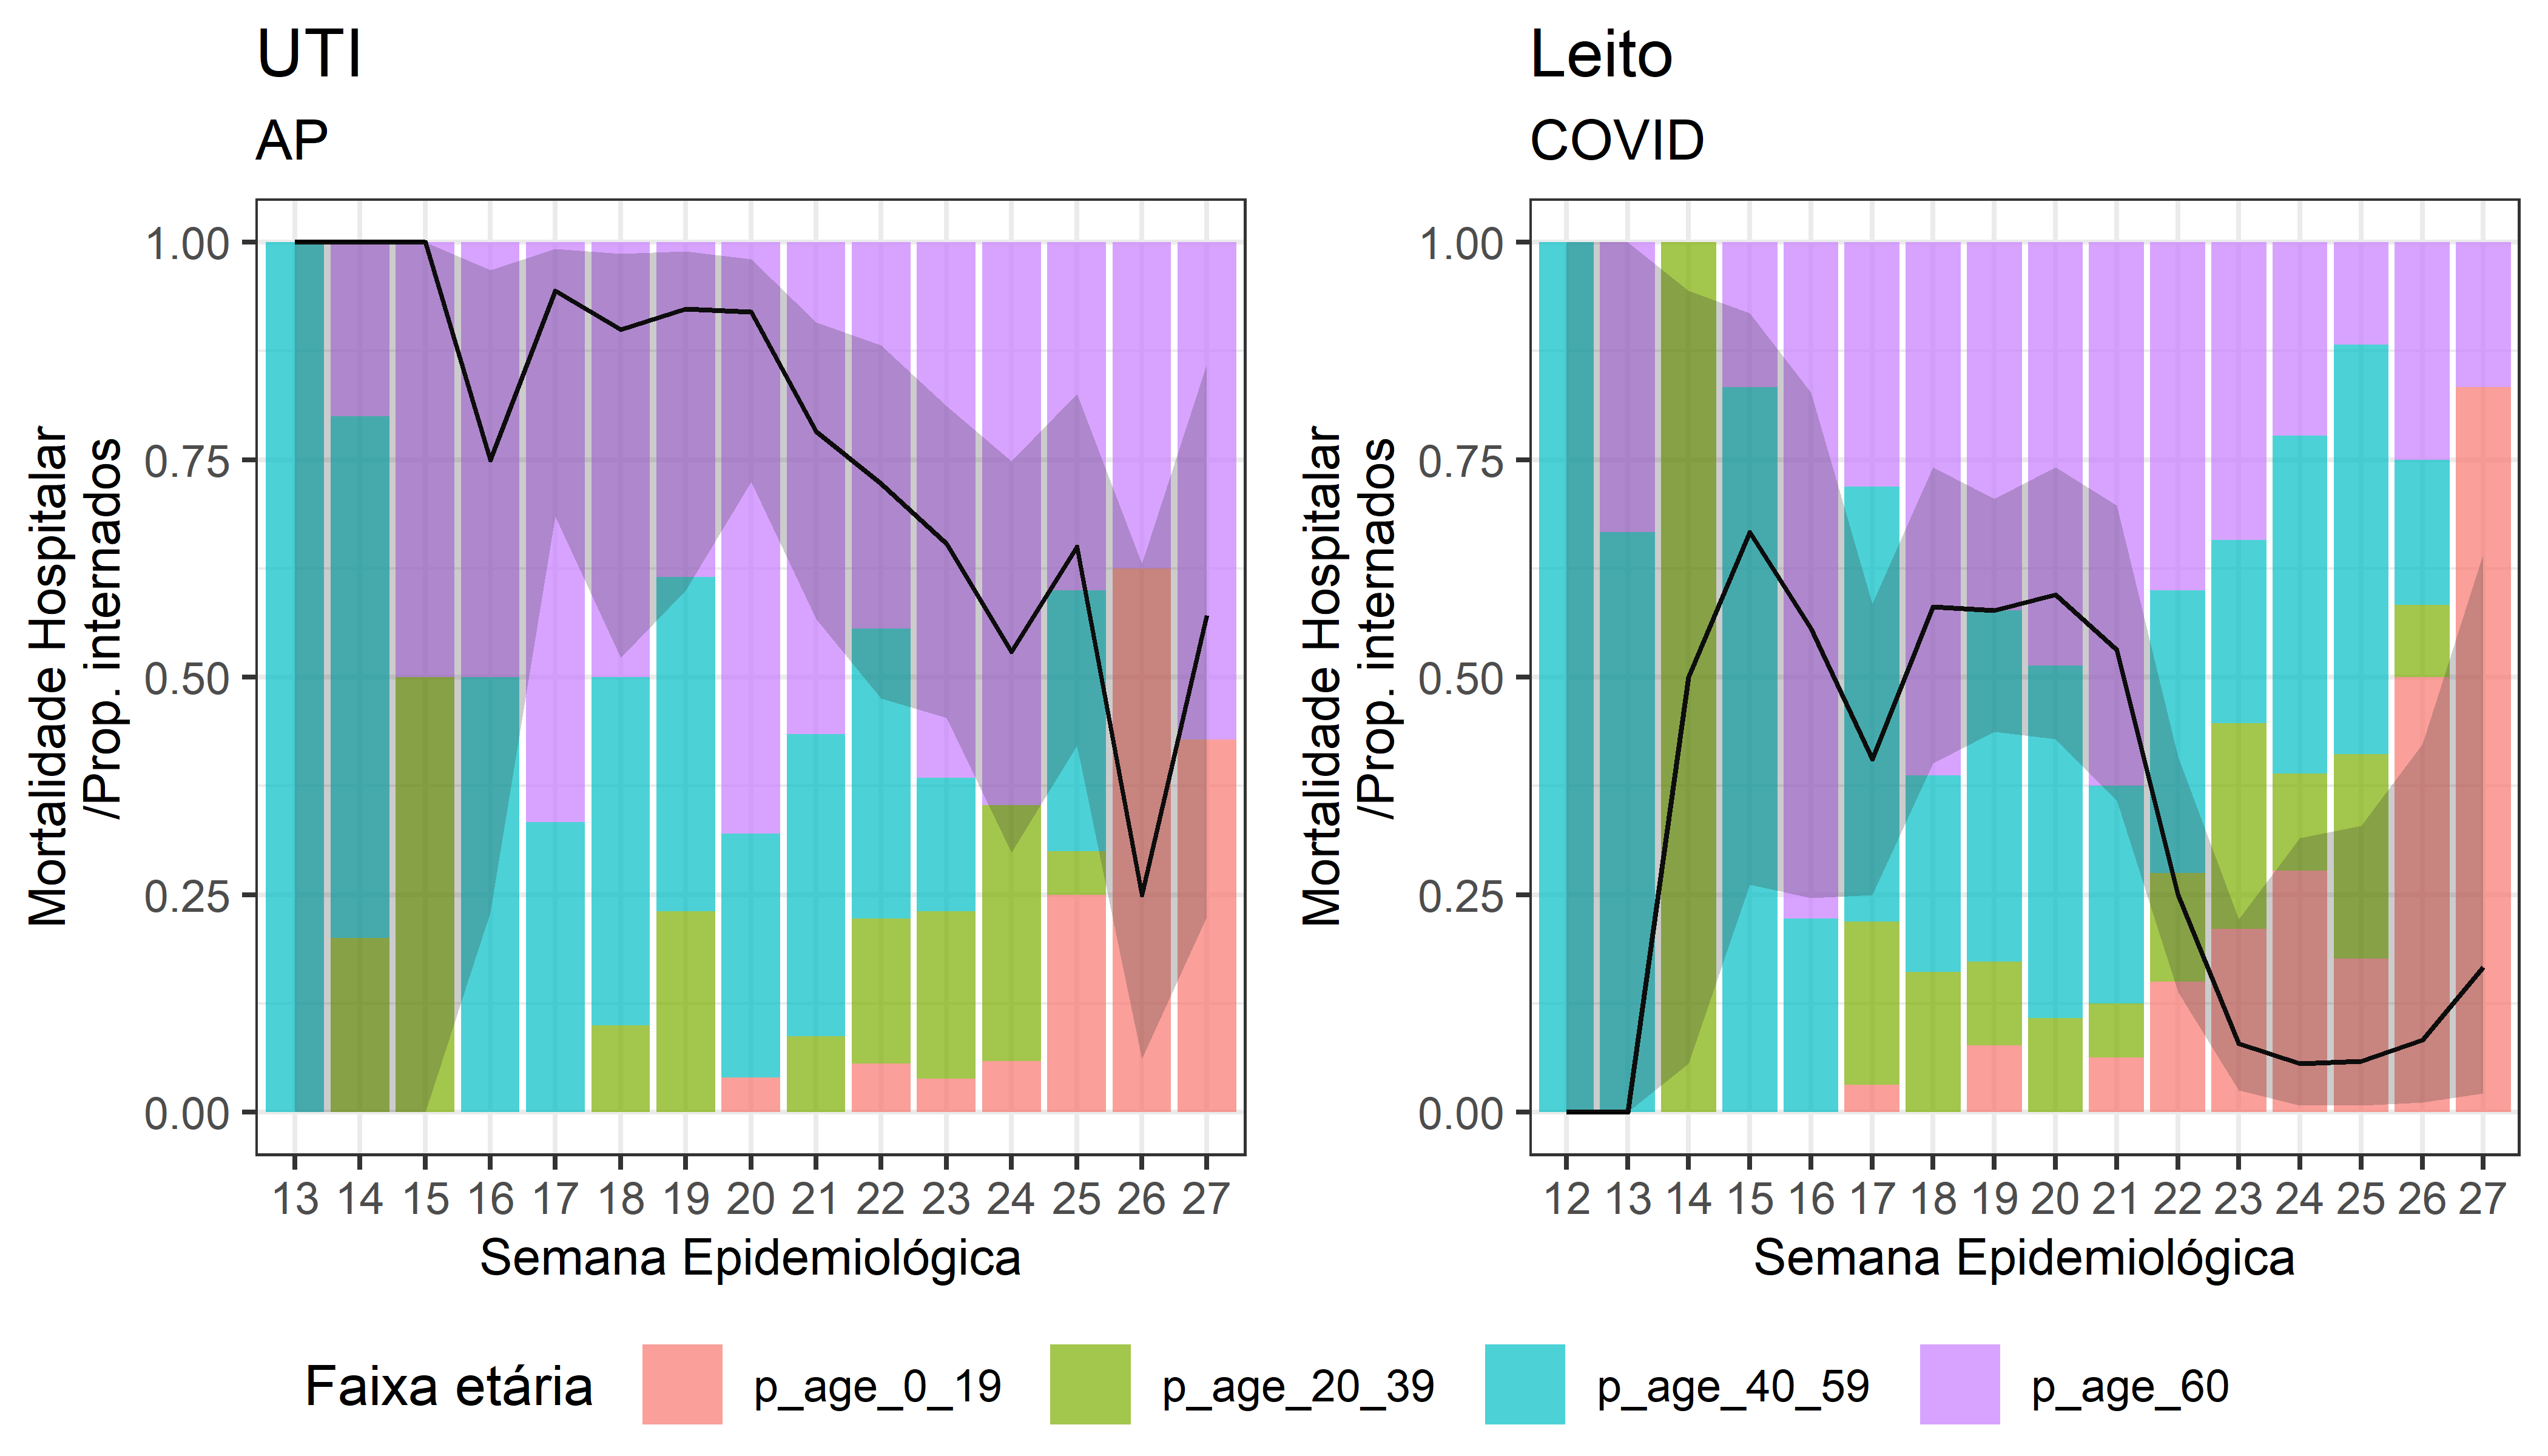 UTI
AP
Mortalidade Hospitalar
/Prop. internados
1.00
0.75
0.50
0.25
0.00
13 14 15 16 17 18 19 20 21 22 23 24 25 26 27
Semana Epidemiológica
Leito
COVID
Mortalidade Hospitalar
/Prop. internados
1.00
0.75
0.50
0.25
0.00
12 13 14 15 16 17 18 19 20 21 22 23 24 25 26 27
Semana Epidemiológica
Faixa etária p_age_0_19 p_age_20_39 p_age_40_59 p_age_60